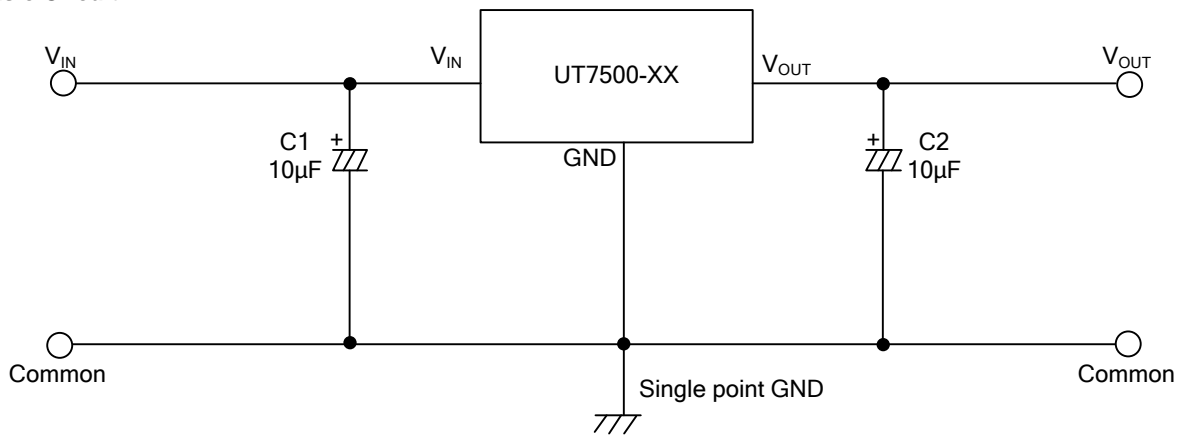 V_IN
V_IN
UT7500-XX
V_OUT
V_OUT
+
C1
10µF
GND
+
C2
10µF
Common
Single point GND
Common